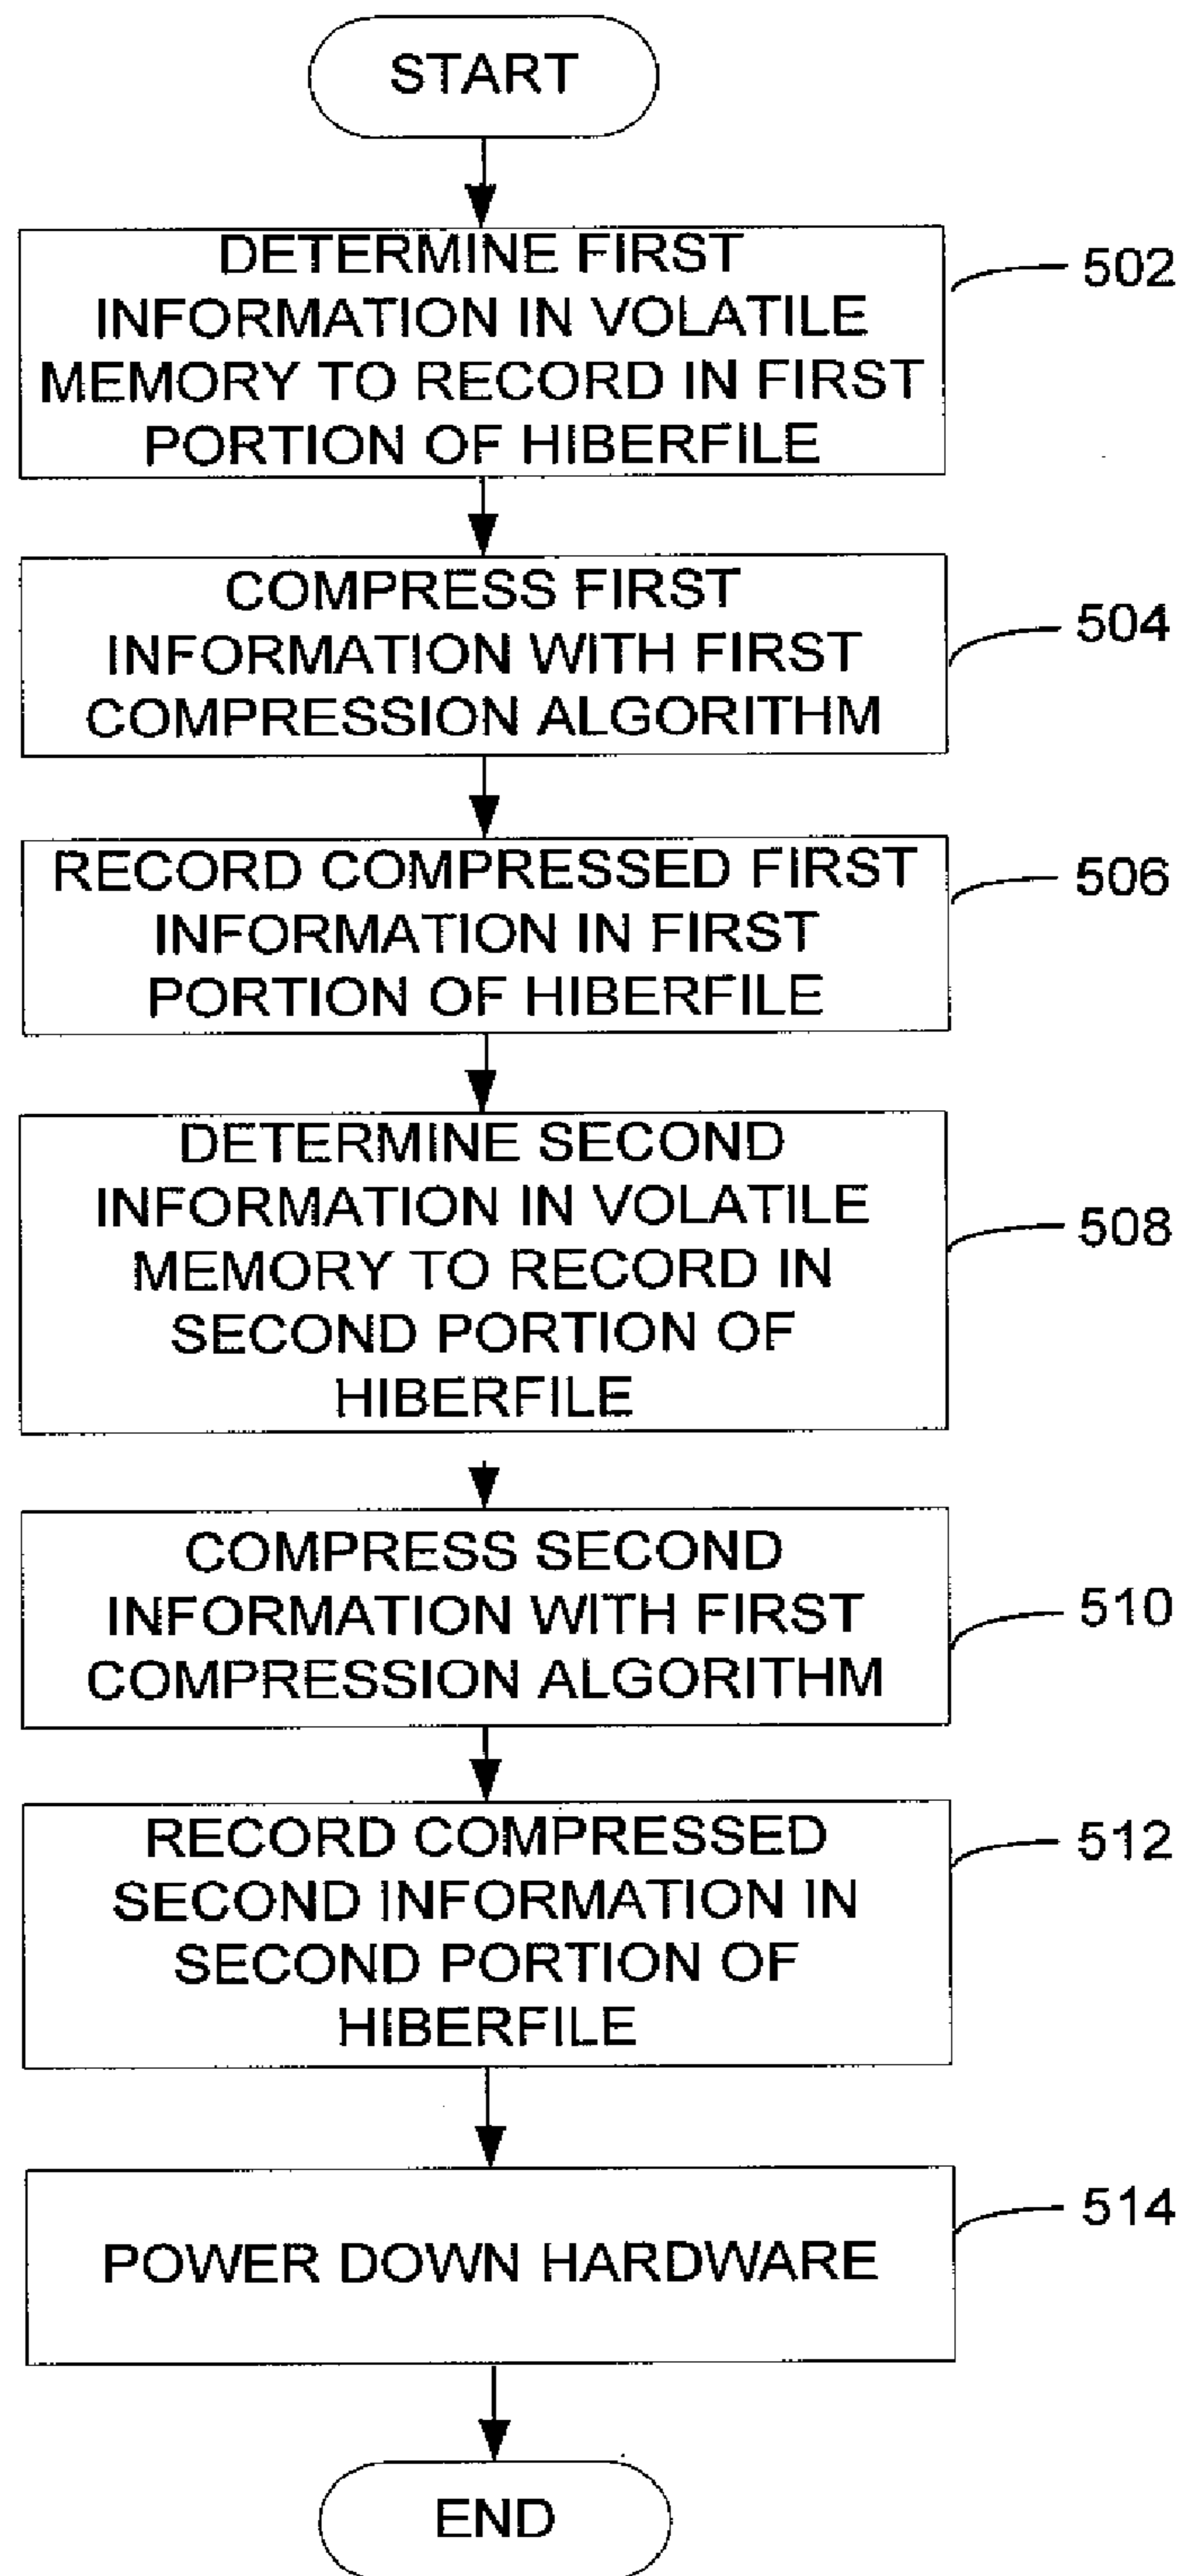 START
DETERMINE FIRST
INFORMATION IN VOLATILE
MEMORY TO RECORD IN FIRST
PORTION OF HIBERFILE
502
COMPRESS FIRST
INFORMATION WITH FIRST
COMPRESSION ALGORITHM
504
RECORD COMPRESSED FIRST
INFORMATION IN FIRST
PORTION OF HIBERFILE
506
DETERMINE SECOND
INFORMATION IN VOLATILE
MEMORY TO RECORD IN
SECOND PORTION OF
HIBERFILE
508
COMPRESS SECOND
INFORMATION WITH FIRST
COMPRESSION ALGORITHM
510
RECORD COMPRESSED
SECOND INFORMATION IN
SECOND PORTION OF
HIBERFILE
512
POWER DOWN HARDWARE
514
END